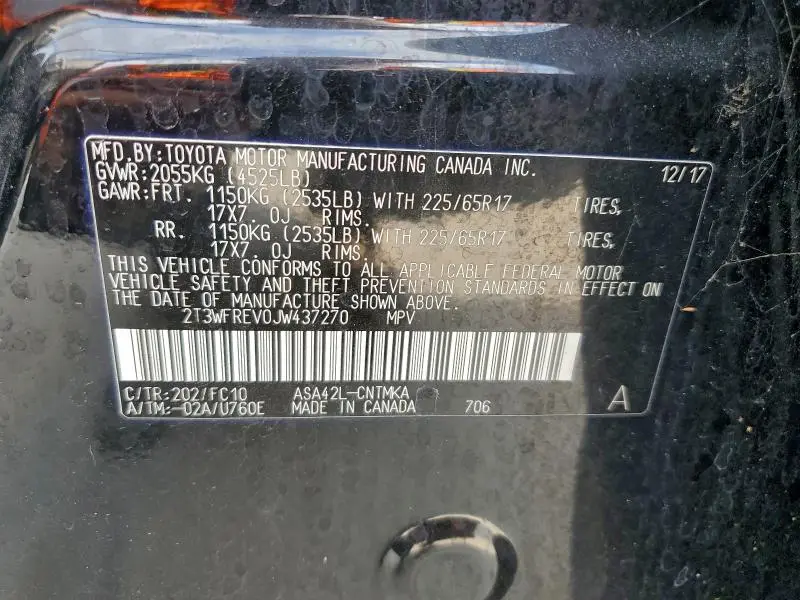 MFD.BY:TOYOTA MOTOR MANUFACTURING CANADA INC. 12/17
GVWR:2055KG (4525LB)
GAWR:FRT. 1150KG (2535LB) WITH 225/65R17 TIRES,
17X7.0J RIMS.
RR. 1150KG (2535LB) WITH 225/65R17 TIRES,
17X7.0J RIMS.
THIS VEHICLE CONFORMS TO ALL APPLICABLE FEDERAL MOTOR
VEHICLE SAFETY AND THEFT PREVENTION STANDARDS IN EFFECT ON
THE DATE OF MANUFACTURE SHOWN ABOVE.
2T3WFREV0JW437270 MPV
C/TR:202/FC10 ASA42L-CNTMKA
A/TM:-02A/U760E MADE IN CANADA 706 A